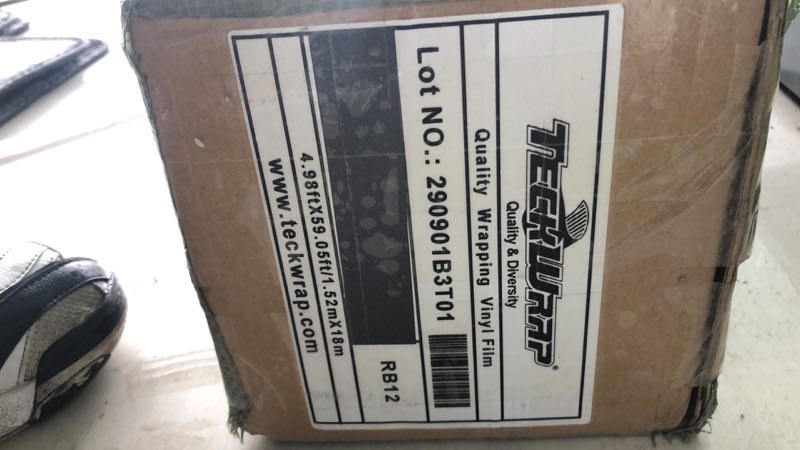 TECKWRAP®
Quality & Diversity
Quality Wrapping Vinyl Film
Lot NO.: 290901B3T01
RB12
4.98ftX59.05ft/1.52mX18m
www.teckwrap.com